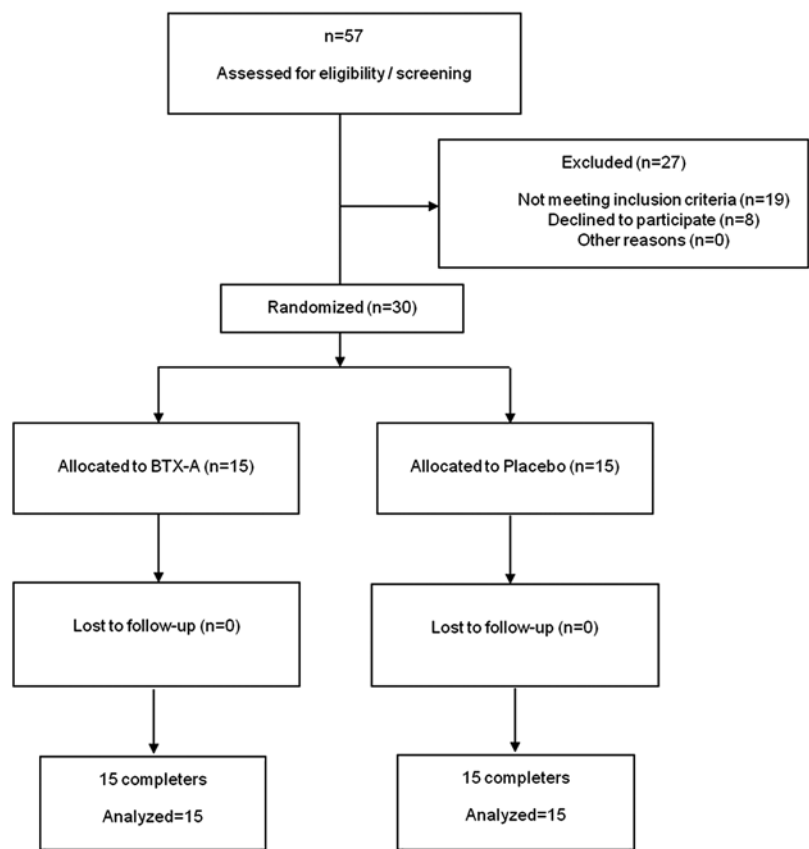 n=57
Assessed for eligibility / screening
Excluded (n=27)
Not meeting inclusion criteria (n=19)
Declined to participate (n=8)
Other reasons (n=0)
Randomized (n=30)
Allocated to BTX-A (n=15)
Allocated to Placebo (n=15)
Lost to follow-up (n=0)
Lost to follow-up (n=0)
15 completers
Analyzed=15
15 completers
Analyzed=15